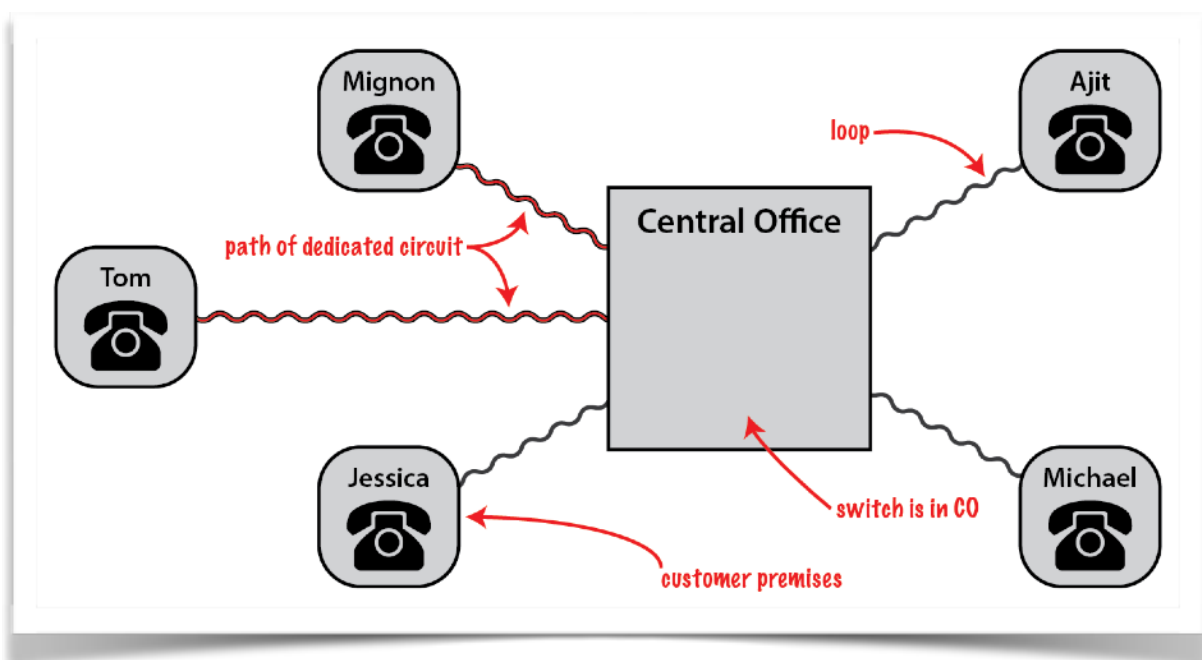 Mignon
Ajit
loop
Central Office
path of dedicated circuit
Tom
Jessica
Michael
switch is in CO
customer premises